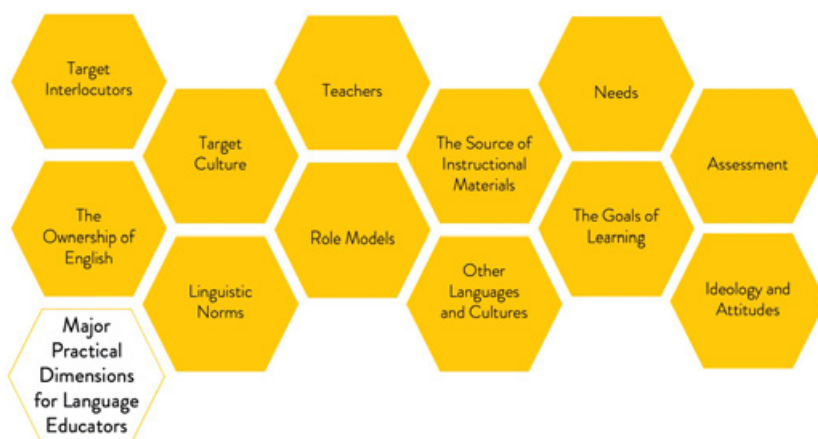 Target
Interlocutors
The
Ownership of
English
Major
Practical
Dimensions
for Language
Educators
Target
Culture
Linguistic
Norms
Teachers
Role Models
The Source of
Instructional
Materials
Other
Languages
and Cultures
Needs
The Goals of
Learning
Assessment
Ideology and
Attitudes